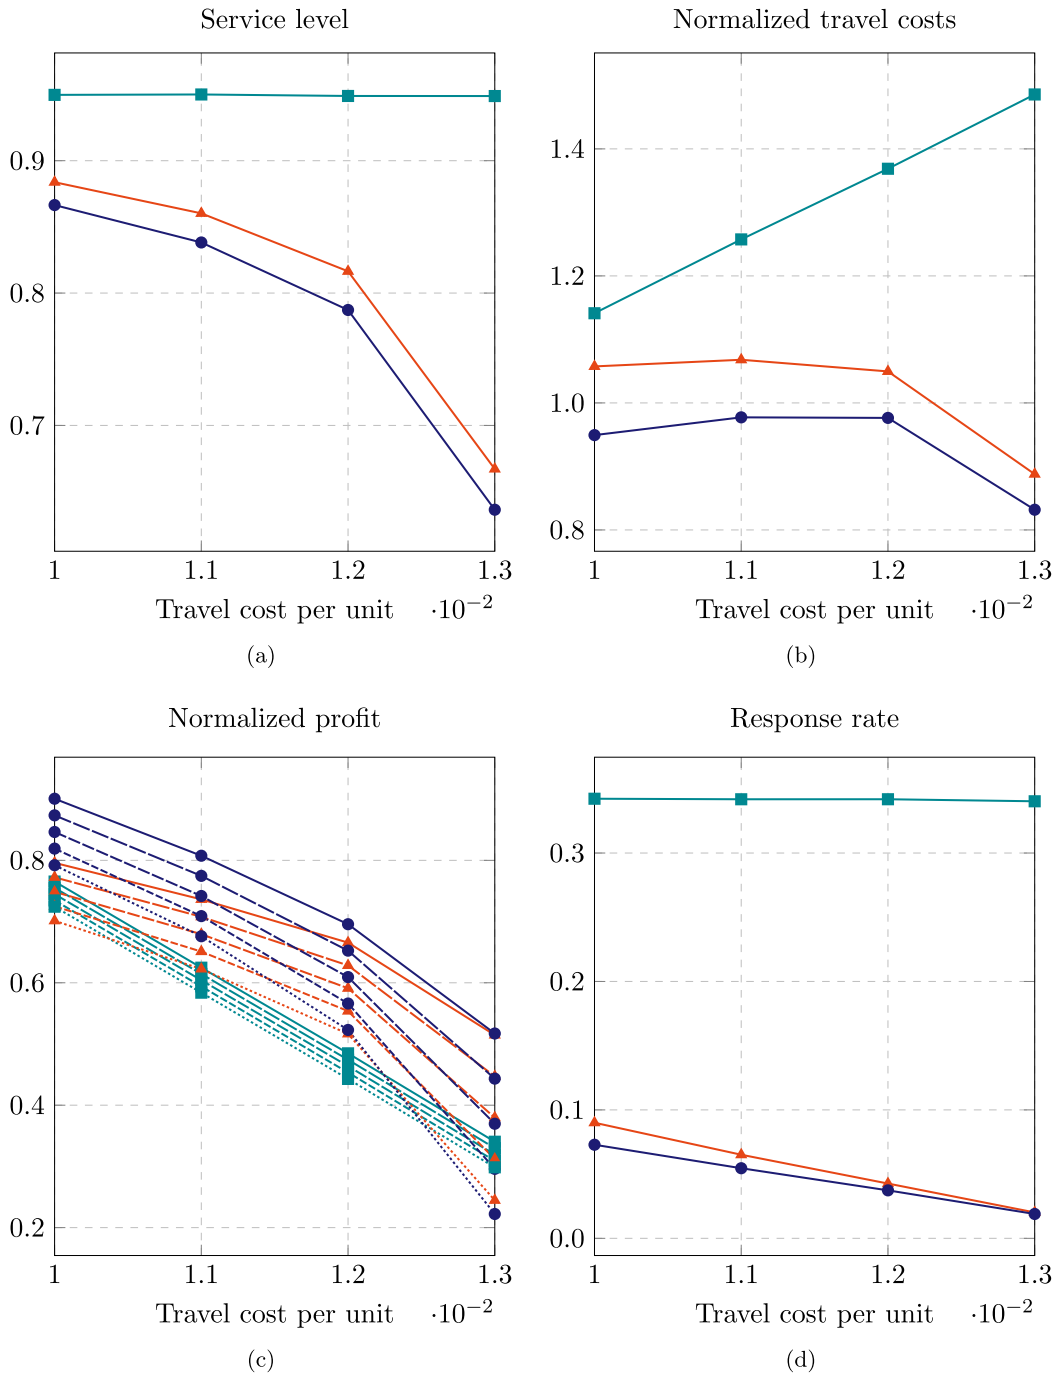 Service level
0.9
0.8
0.7
1 1.1 1.2 1.3
Travel cost per unit ·10⁻²
(a)
Normalized travel costs
1.4
1.2
1.0
0.8
1 1.1 1.2 1.3
Travel cost per unit ·10⁻²
(b)
Normalized profit
0.8
0.6
0.4
0.2
1 1.1 1.2 1.3
Travel cost per unit ·10⁻²
(c)
Response rate
0.3
0.2
0.1
0.0
1 1.1 1.2 1.3
Travel cost per unit ·10⁻²
(d)